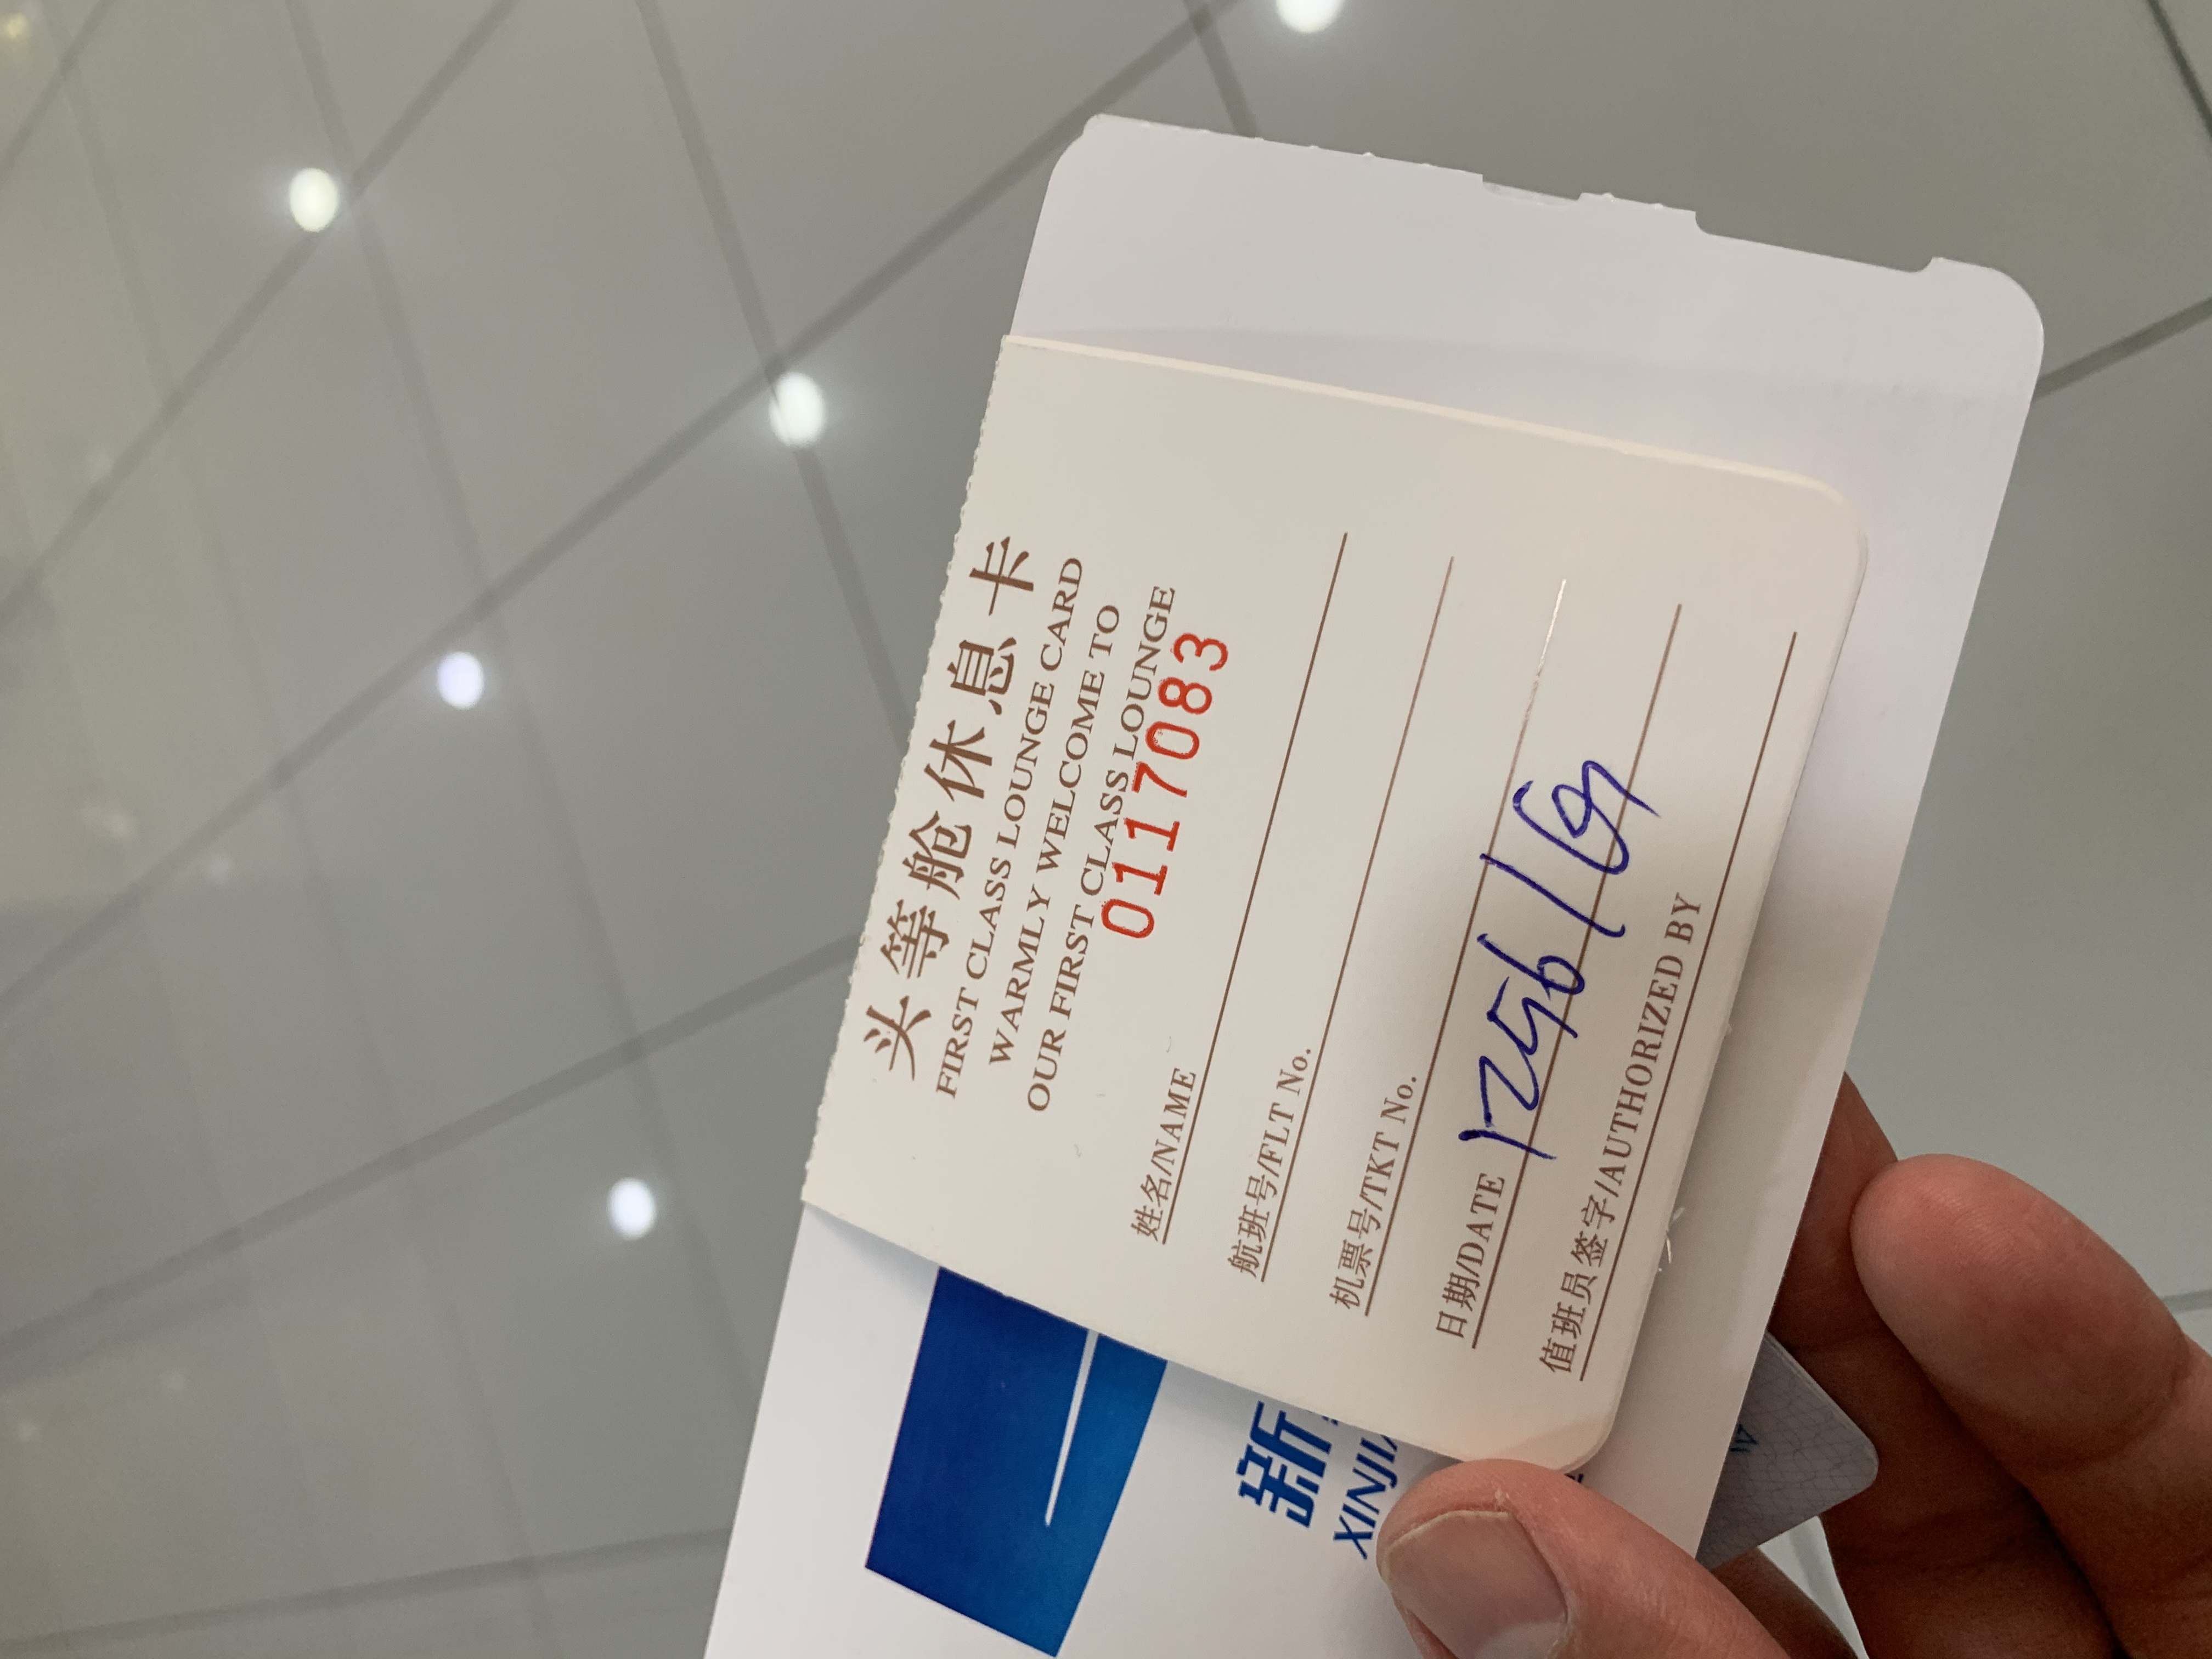 头等舱休息卡
FIRST CLASS LOUNGE CARD
WARMLY WELCOME TO
OUR FIRST CLASS LOUNGE
0117083
姓名/NAME
航班号/FLT No.
机票号/TKT No.
日期/DATE
值班员签字/AUTHORIZED BY
新
XINJI